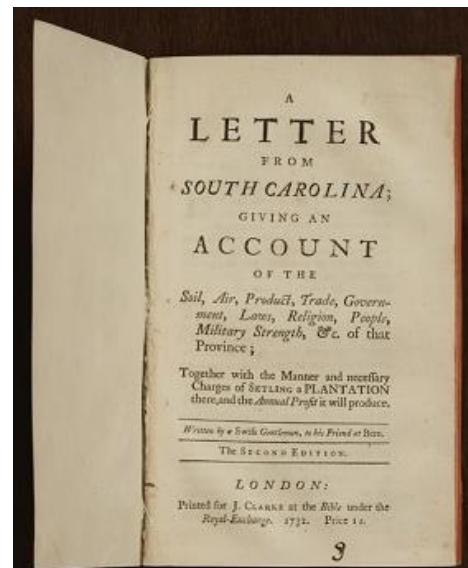 A
LETTER
FROM
SOUTH CAROLINA;
GIVING AN
ACCOUNT
OF THE
Soil, Air, Product, Trade, Govern-
ment, Laws, Religion, People,
Military Strength, &c. of that
Province;
Together with the Manner and necessary
Charges of SETLING a PLANTATION
there, and the Annual Profit it will produce.
Written by a Swiss Gentleman, to his Friend at Bern.
The SECOND EDITION.
LONDON:
Printed for J. CLARKE at the Bible under the
Royal-Exchange. 1732. Price 1s.